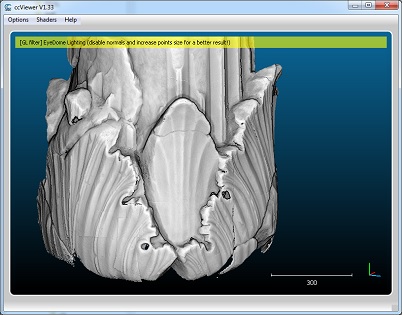 ccViewer V1.33
Options Shaders Help
[GL filter] EyeDome Lighting (disable normals and increase points size for a better result!)
300